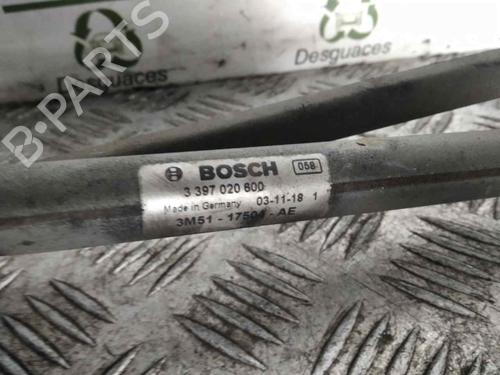 Desguaces
Desguaces
B-PARTS
BOSCH 058
3 397 020 600
Made in Germany 03-11-18 1
3M51 - 17504 - AE